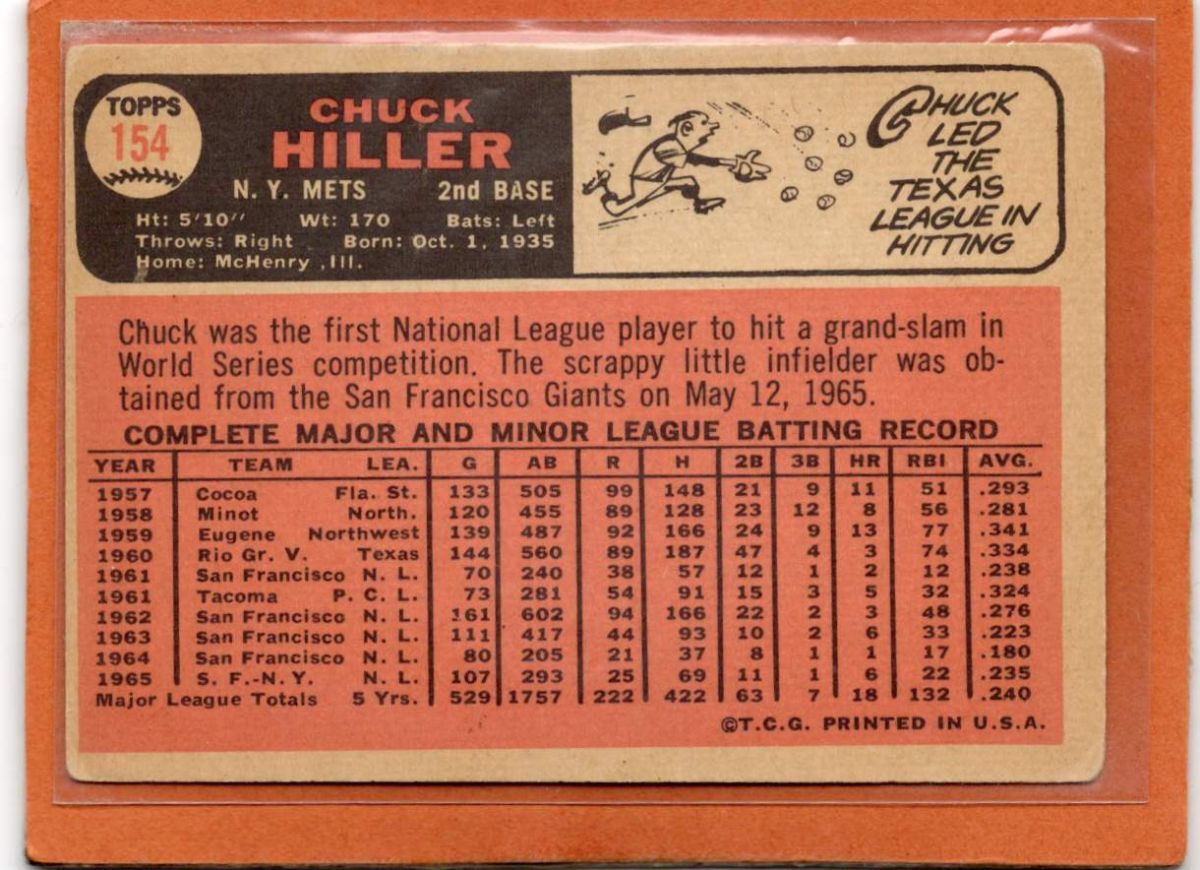 TOPPS
154
CHUCK
HILLER
N. Y. METS 2nd BASE
Ht: 5'10" Wt: 170 Bats: Left
Throws: Right Born: Oct. 1, 1935
Home: McHenry ,Ill.
CHUCK
LED
THE
TEXAS
LEAGUE IN
HITTING
Chuck was the first National League player to hit a grand-slam in
World Series competition. The scrappy little infielder was ob-
tained from the San Francisco Giants on May 12, 1965.
COMPLETE MAJOR AND MINOR LEAGUE BATTING RECORD
YEAR TEAM LEA. G AB R H 2B 3B HR RBI AVG.
1957 Cocoa Fla. St. 133 505 99 148 21 9 11 51 .293
1958 Minot North. 120 455 89 128 23 12 8 56 .281
1959 Eugene Northwest 139 487 92 166 24 9 13 77 .341
1960 Rio Gr. V. Texas 144 560 89 187 47 4 3 74 .334
1961 San Francisco N. L. 70 240 38 57 12 1 2 12 .238
1961 Tacoma P. C. L. 73 281 54 91 15 3 5 32 .324
1962 San Francisco N. L. 161 602 94 166 22 2 3 48 .276
1963 San Francisco N. L. 111 417 44 93 10 2 6 33 .223
1964 San Francisco N. L. 80 205 21 37 8 1 1 17 .180
1965 S. F.-N.Y. N. L. 107 293 25 69 11 1 6 22 .235
Major League Totals 5 Yrs. 529 1757 222 422 63 7 18 132 .240
©T.C.G. PRINTED IN U.S.A.